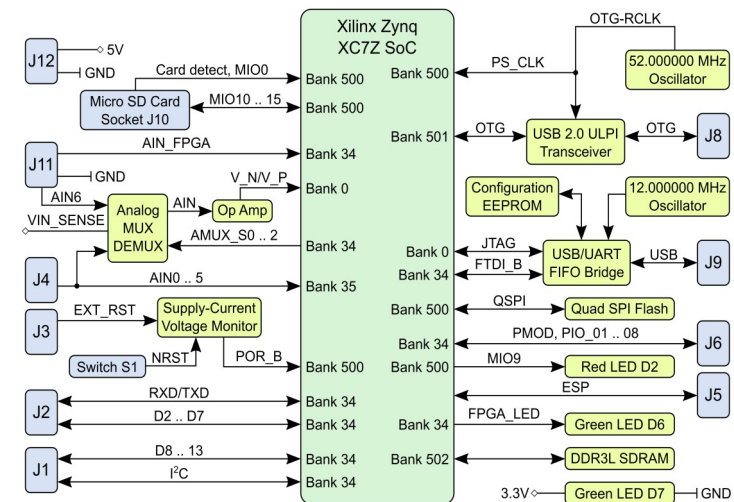 Xilinx Zynq
XC7Z SoC
OTG-RCLK
J12
5V
GND
Card detect, MIO0
Bank 500
Bank 500
PS_CLK
52.000000 MHz
Oscillator
Micro SD Card
Socket J10
MIO10 .. 15
Bank 500
AIN_FPGA
Bank 34
Bank 501
OTG
USB 2.0 ULPI
Transceiver
OTG
J8
J11
GND
V_N/V_P
Bank 0
AIN6
VIN_SENSE
Analog
MUX
DEMUX
AIN
Op Amp
Configuration
EEPROM
12.000000 MHz
Oscillator
AMUX_S0 .. 2
Bank 34
Bank 0
JTAG
Bank 34
FTDI_B
USB/UART
FIFO Bridge
USB
J9
J4
AIN0 .. 5
Bank 35
J3
EXT_RST
Supply-Current
Voltage Monitor
Bank 500
QSPI
Quad SPI Flash
Switch S1
NRST
POR_B
Bank 500
Bank 34
PMOD, PIO_01 .. 08
J6
Bank 500
MIO9
Red LED D2
J2
RXD/TXD
Bank 34
D2 .. D7
Bank 34
ESP
J5
Bank 34
FPGA_LED
Green LED D6
J1
D8 .. 13
Bank 34
I²C
Bank 34
Bank 502
DDR3L SDRAM
3.3V
Green LED D7
GND